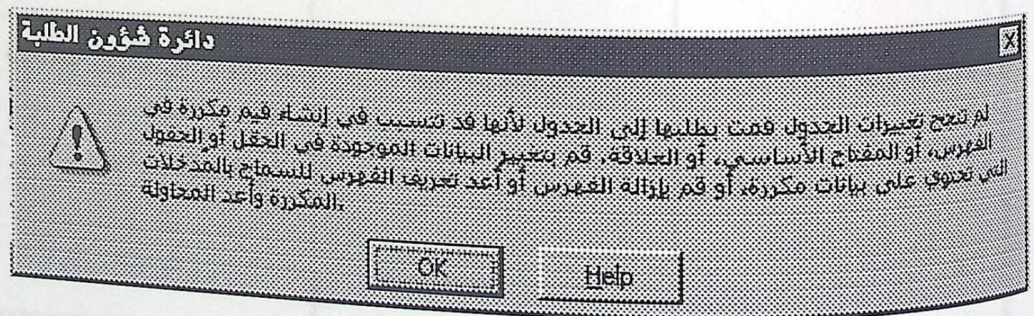 دائرة شؤون الطلبة
لم تنجح تغييرات الجدول قمت بطلبها إلى الجدول لأنها قد تتسبب في إنشاء قيم مكررة في
الفهرس، أو المفتاح الأساسي، أو العلاقة. قم بتغيير البيانات الموجودة في الحقل أو الحقول
التي تحتوي على بيانات مكررة، أو قم بإزالة الفهرس أو أعد تعريف الفهرس للسماح بالمدخلات
المكررة وأعد المحاولة.
OK
Help